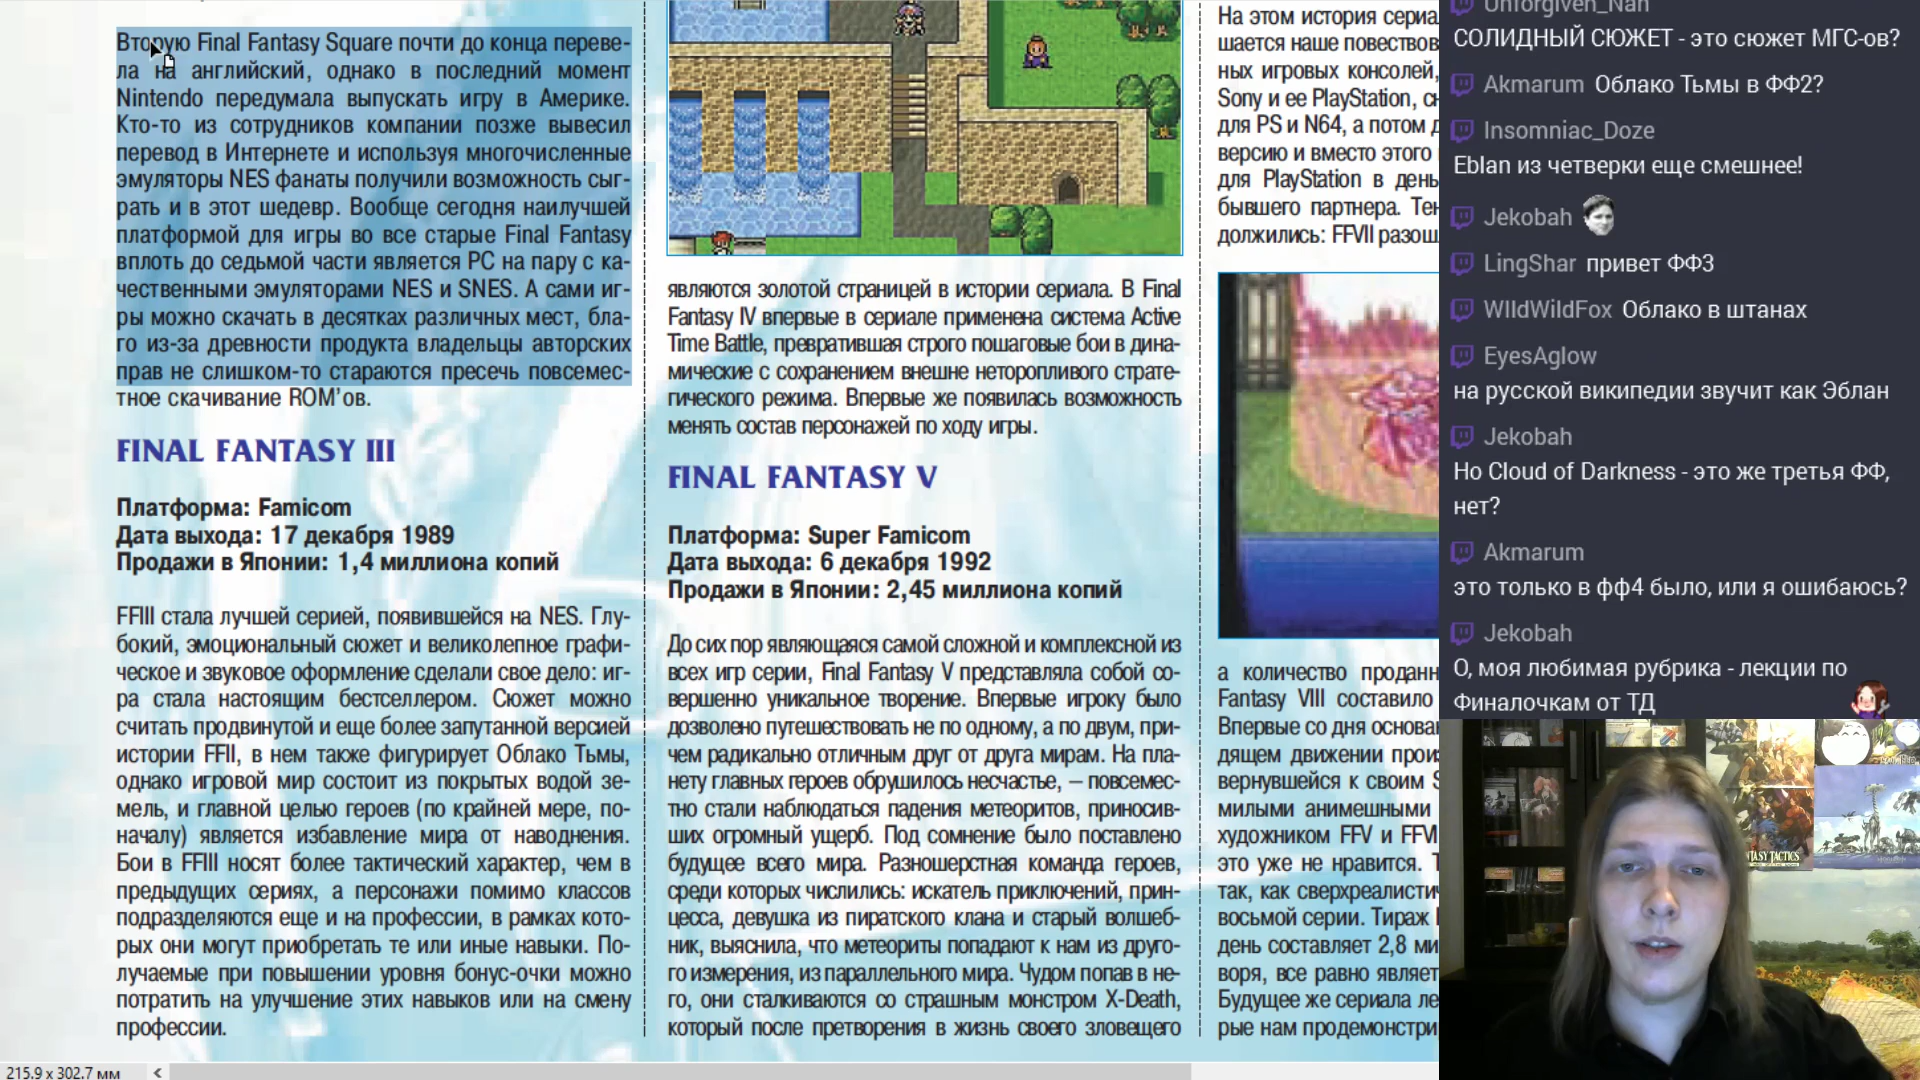 Вторую Final Fantasy Square почти до конца переве-
ла на английский, однако в последний момент
Nintendo передумала выпускать игру в Америке.
Кто-то из сотрудников компании позже вывесил
перевод в Интернете и используя многочисленные
эмуляторы NES фанаты получили возможность сыг-
рать и в этот шедевр. Вообще сегодня наилучшей
платформой для игры во все старые Final Fantasy
вплоть до седьмой части является PC на пару с ка-
чественными эмуляторами NES и SNES. А сами иг-
ры можно скачать в десятках различных мест, бла-
го из-за древности продукта владельцы авторских
прав не слишком-то стараются пресечь повсемес-
тное скачивание ROM'ов.
FINAL FANTASY III
Платформа: Famicom
Дата выхода: 17 декабря 1989
Продажи в Японии: 1,4 миллиона копий
FFIII стала лучшей серией, появившейся на NES. Глу-
бокий, эмоциональный сюжет и великолепное графи-
ческое и звуковое оформление сделали свое дело: иг-
ра стала настоящим бестселлером. Сюжет можно
считать продвинутой и еще более запутанной версией
истории FFII, в нем также фигурирует Облако Тьмы,
однако игровой мир состоит из покрытых водой зе-
мель, и главной целью героев (по крайней мере, по-
началу) является избавление мира от наводнения.
Бои в FFIII носят более тактический характер, чем в
предыдущих сериях, а персонажи помимо классов
подразделяются еще и на профессии, в рамках кото-
рых они могут приобретать те или иные навыки. По-
лучаемые при повышении уровня бонус-очки можно
потратить на улучшение этих навыков или на смену
профессии.
являются золотой страницей в истории сериала. В Final
Fantasy IV впервые в сериале применена система Active
Time Battle, превратившая строго пошаговые бои в дина-
мические с сохранением внешне неторопливого страте-
гического режима. Впервые же появилась возможность
менять состав персонажей по ходу игры.
FINAL FANTASY V
Платформа: Super Famicom
Дата выхода: 6 декабря 1992
Продажи в Японии: 2,45 миллиона копий
До сих пор являющаяся самой сложной и комплексной из
всех игр серии, Final Fantasy V представляла собой со-
вершенно уникальное творение. Впервые игроку было
дозволено путешествовать не по одному, а по двум, при-
чем радикально отличным друг от друга мирам. На пла-
нету главных героев обрушилось несчастье, – повсемес-
тно стали наблюдаться падения метеоритов, приносив-
ших огромный ущерб. Под сомнение было поставлено
будущее всего мира. Разношерстная команда героев,
среди которых числились: искатель приключений, прин-
цесса, девушка из пиратского клана и старый волшеб-
ник, выяснила, что метеориты попадают к нам из друго-
го измерения, из параллельного мира. Чудом попав в не-
го, они сталкиваются со страшным монстром X-Death,
который после претворения в жизнь своего зловещего
На этом история сериа
шается наше повествов
ных игровых консолей,
Sony и ее PlayStation, сн
для PS и N64, а потом д
версию и вместо этого
для PlayStation в день
бывшего партнера. Тен
должились: FFVII разош
а количество проданн
Fantasy VIII составило
Впервые со дня основа
дящем движении прои
вернувшейся к своим S
милыми анимешными
художником FFV и FFVI
это уже не нравится. Т
так, как сверхреалисти
восьмой серии. Тираж
день составляет 2,8 ми
воря, все равно являет
Будущее же сериала ле
рые нам продемонстри
Unforgiven_Nah
СОЛИДНЫЙ СЮЖЕТ - это сюжет МГС-ов?
Akmarum Облако Тьмы в ФФ2?
Insomniac_Doze
Eblan из четверки еще смешнее!
Jekobah
LingShar привет ФФ3
WIldWildFox Облако в штанах
EyesAglow
на русской википедии звучит как Эблан
Jekobah
Но Cloud of Darkness - это же третья ФФ,
нет?
Akmarum
это только в фф4 было, или я ошибаюсь?
Jekobah
О, моя любимая рубрика - лекции по
Финалочкам от ТД
215.9 x 302.7 мм